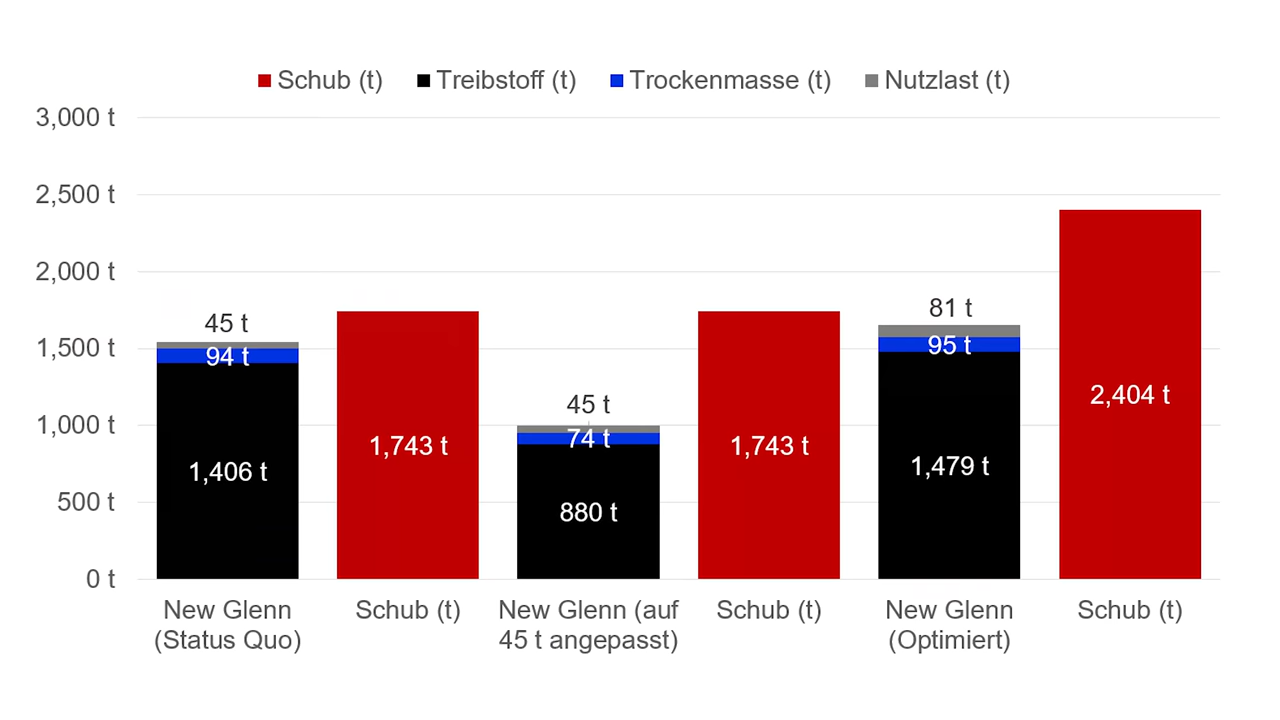 Schub (t) Treibstoff (t) Trockenmasse (t) Nutzlast (t)
3,000 t
2,500 t
2,000 t
1,500 t
1,000 t
500 t
0 t
45 t
94 t
1,406 t
1,743 t
45 t
74 t
880 t
1,743 t
81 t
95 t
1,479 t
2,404 t
New Glenn
(Status Quo)
Schub (t)
New Glenn (auf
45 t angepasst)
Schub (t)
New Glenn
(Optimiert)
Schub (t)